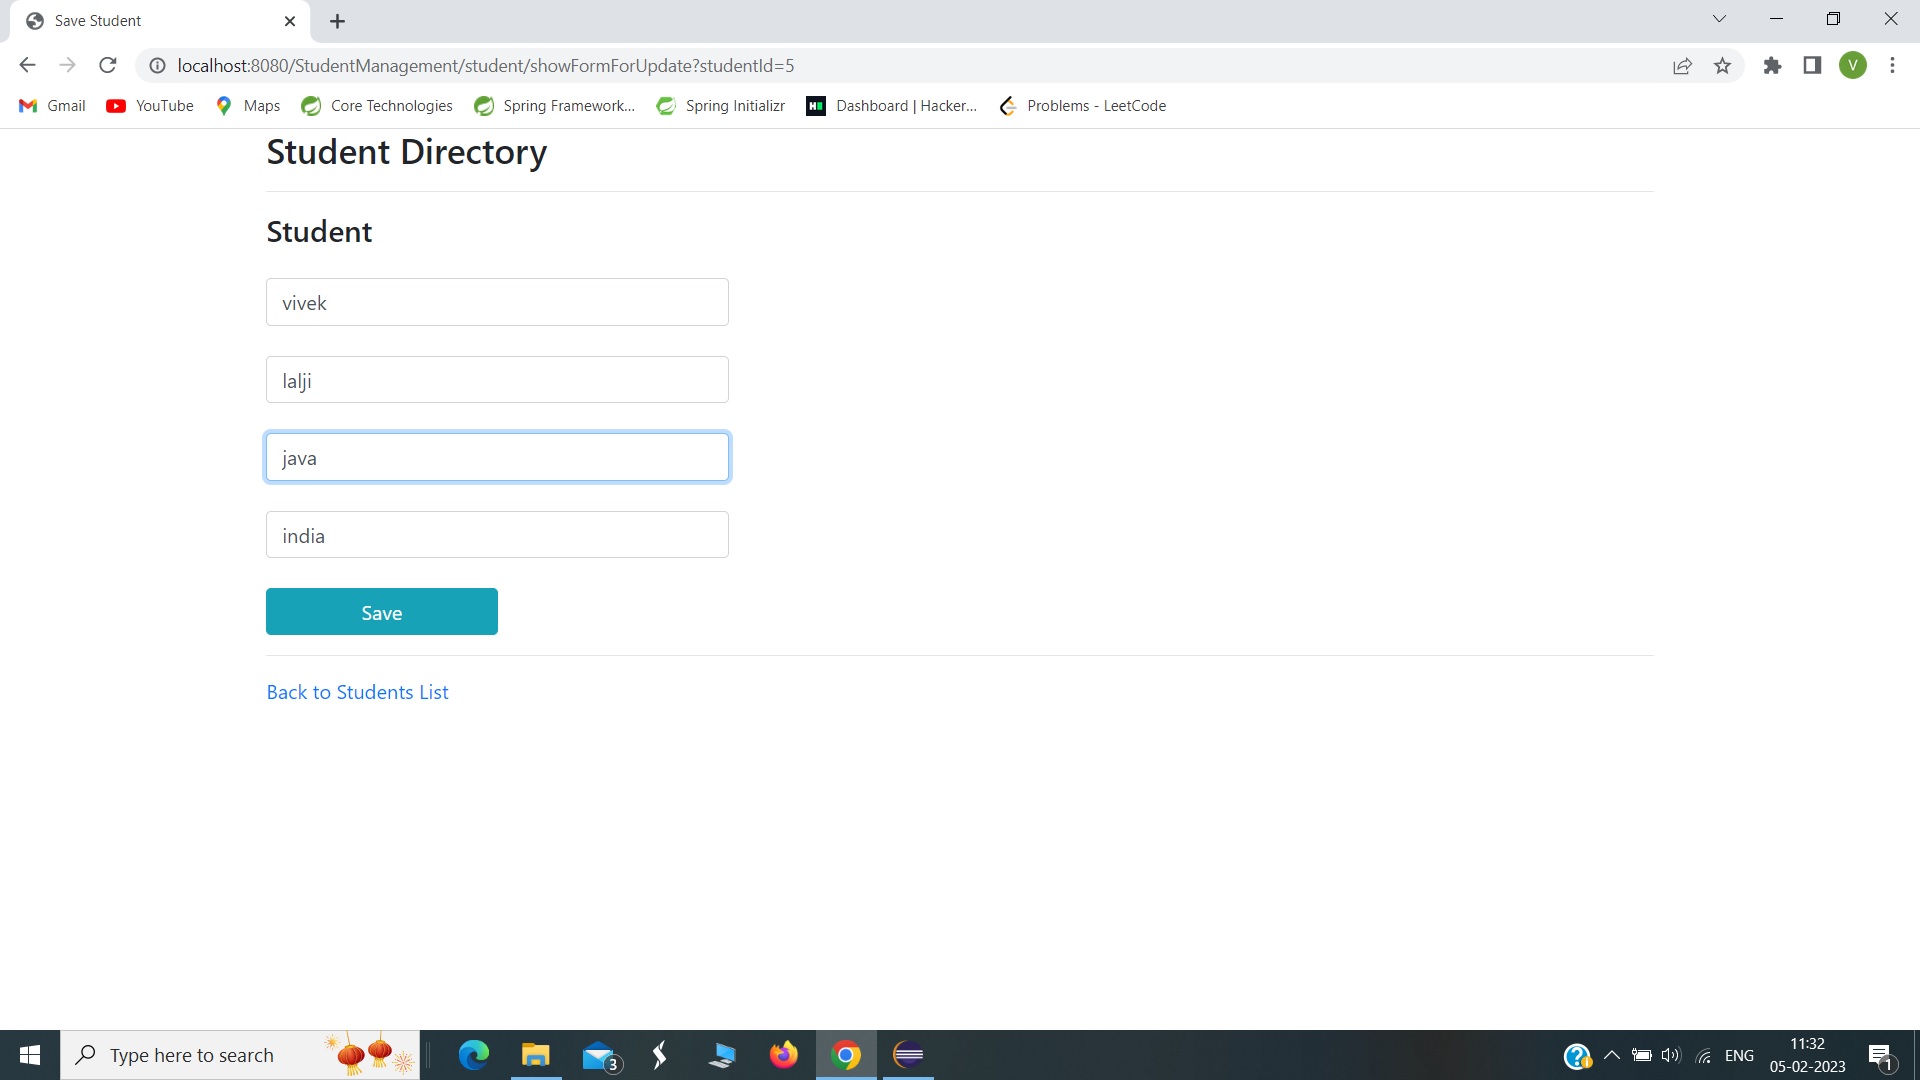 Save Student
localhost:8080/StudentManagement/student/showFormForUpdate?studentId=5
V
Gmail YouTube Maps Core Technologies Spring Framework... Spring Initializr Dashboard | Hacker... Problems - LeetCode
Student Directory
Student
vivek
lalji
java
india
Save
Back to Students List
Type here to search
3
ENG
11:32
05-02-2023
1